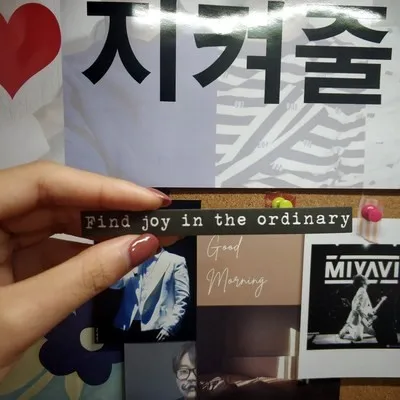 지켜줄
Find joy in the ordinary
Good
Morning
MIYAVI